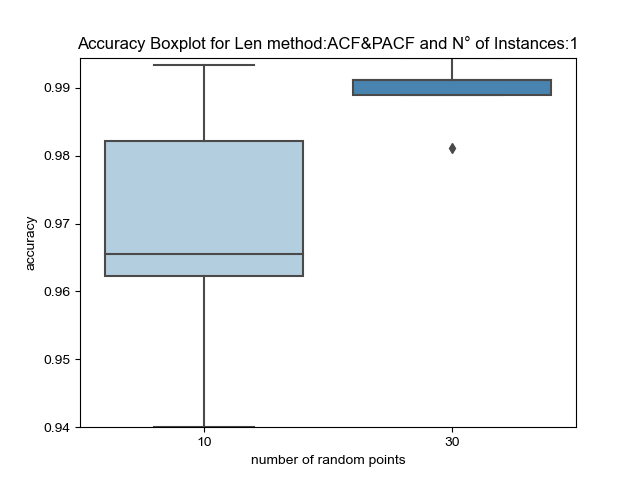 Accuracy Boxplot for Len method:ACF&PACF and N° of Instances:1
0.99
0.98
0.97
0.96
0.95
0.94
accuracy
10 30
number of random points